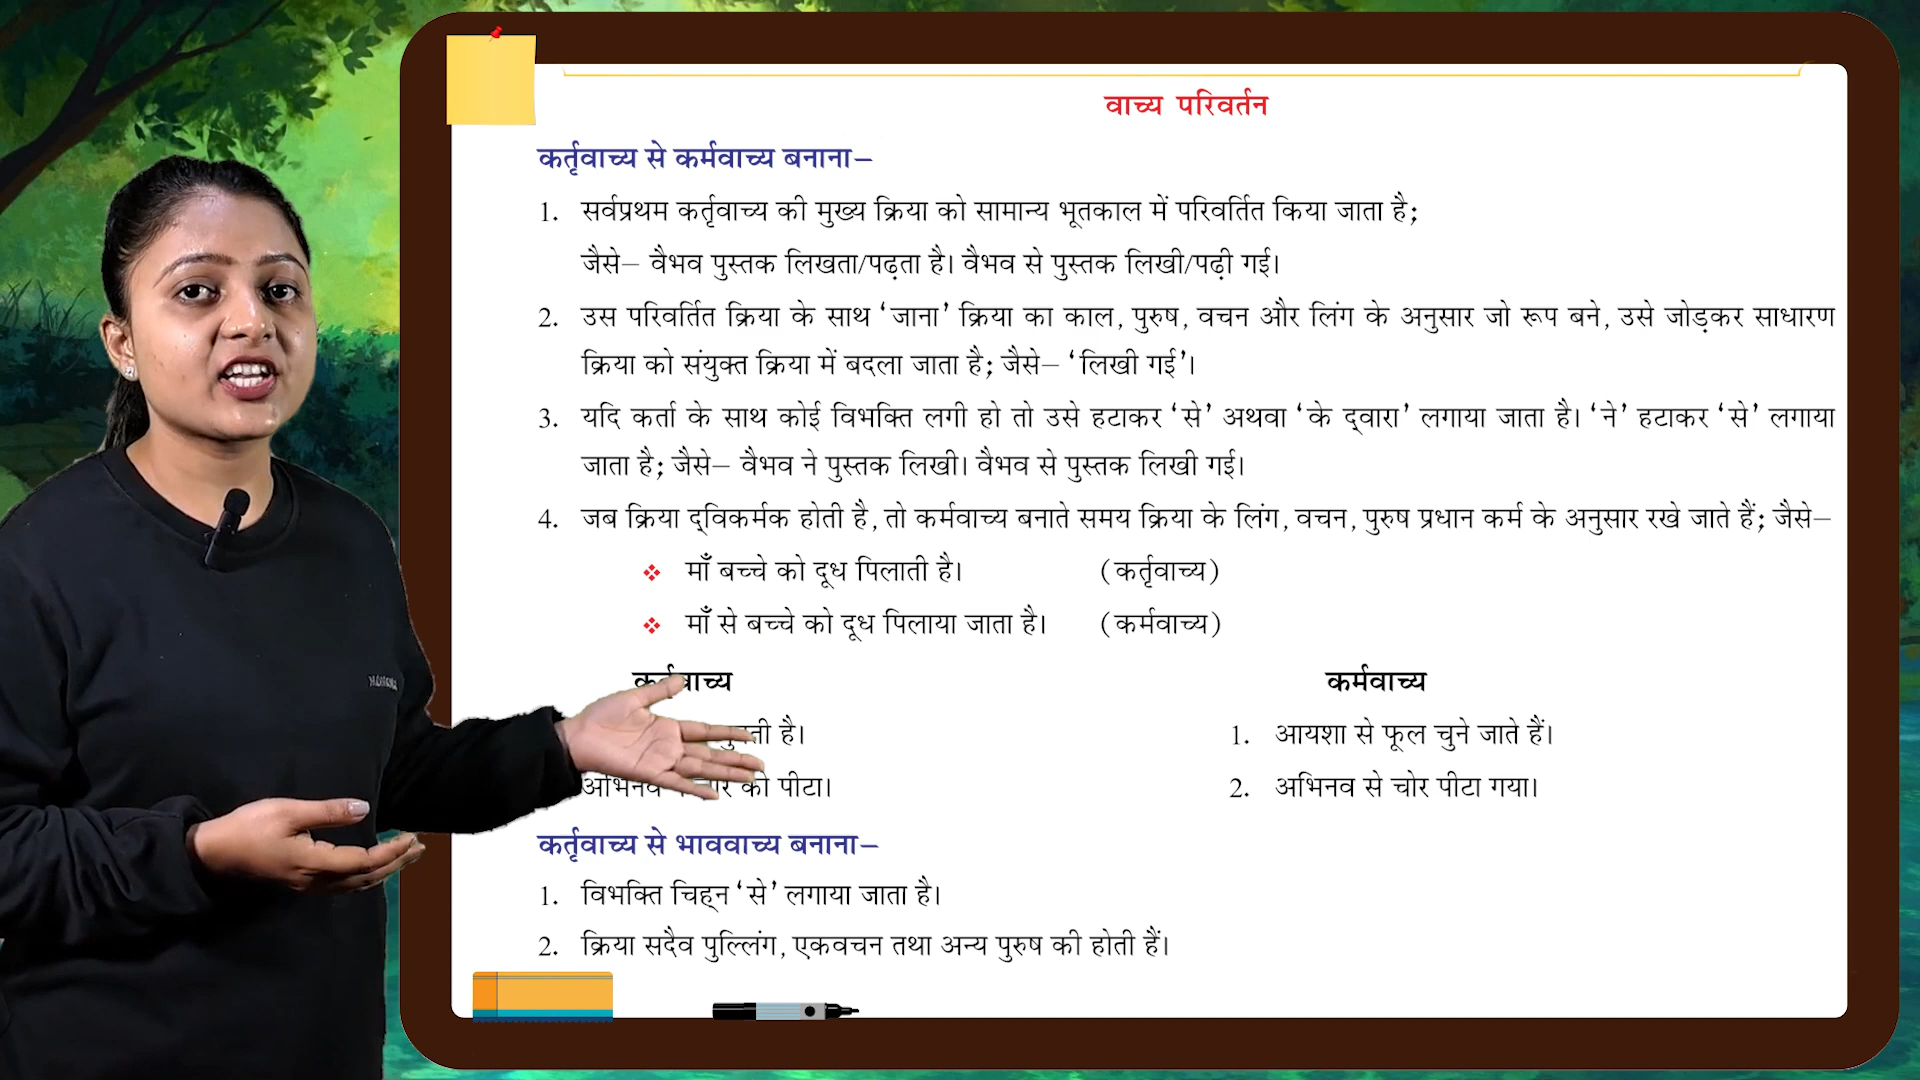 वाच्य परिवर्तन
कर्तृवाच्य से कर्मवाच्य बनाना–
1. सर्वप्रथम कर्तृवाच्य की मुख्य क्रिया को सामान्य भूतकाल में परिवर्तित किया जाता है;
जैसे– वैभव पुस्तक लिखता/पढ़ता है। वैभव से पुस्तक लिखी/पढ़ी गई।
2. उस परिवर्तित क्रिया के साथ ‘जाना’ क्रिया का काल, पुरुष, वचन और लिंग के अनुसार जो रूप बने, उसे जोड़कर साधारण
क्रिया को संयुक्त क्रिया में बदला जाता है; जैसे– ‘लिखी गई’।
3. यदि कर्ता के साथ कोई विभक्ति लगी हो तो उसे हटाकर ‘से’ अथवा ‘के द्‌वारा’ लगाया जाता है। ‘ने’ हटाकर ‘से’ लगाया
जाता है; जैसे– वैभव ने पुस्तक लिखी। वैभव से पुस्तक लिखी गई।
4. जब क्रिया द्‌विकर्मक होती है, तो कर्मवाच्य बनाते समय क्रिया के लिंग, वचन, पुरुष प्रधान कर्म के अनुसार रखे जाते हैं; जैसे–
❖ माँ बच्चे को दूध पिलाती है। (कर्तृवाच्य)
❖ माँ से बच्चे को दूध पिलाया जाता है। (कर्मवाच्य)
कर्तृवाच्य कर्मवाच्य
है। 1. आयशा से फूल चुने जाते हैं।
अभिनव को पीटा। 2. अभिनव से चोर पीटा गया।
कर्तृवाच्य से भाववाच्य बनाना–
1. विभक्ति चिह्‌न ‘से’ लगाया जाता है।
2. क्रिया सदैव पुल्लिंग, एकवचन तथा अन्य पुरुष की होती हैं।